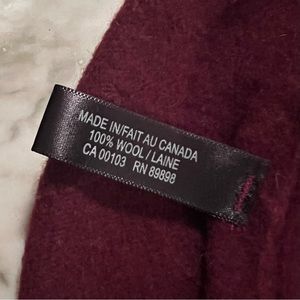 MADE IN/FAIT AU CANADA
100% WOOL / LAINE
CA 00103 RN 89898